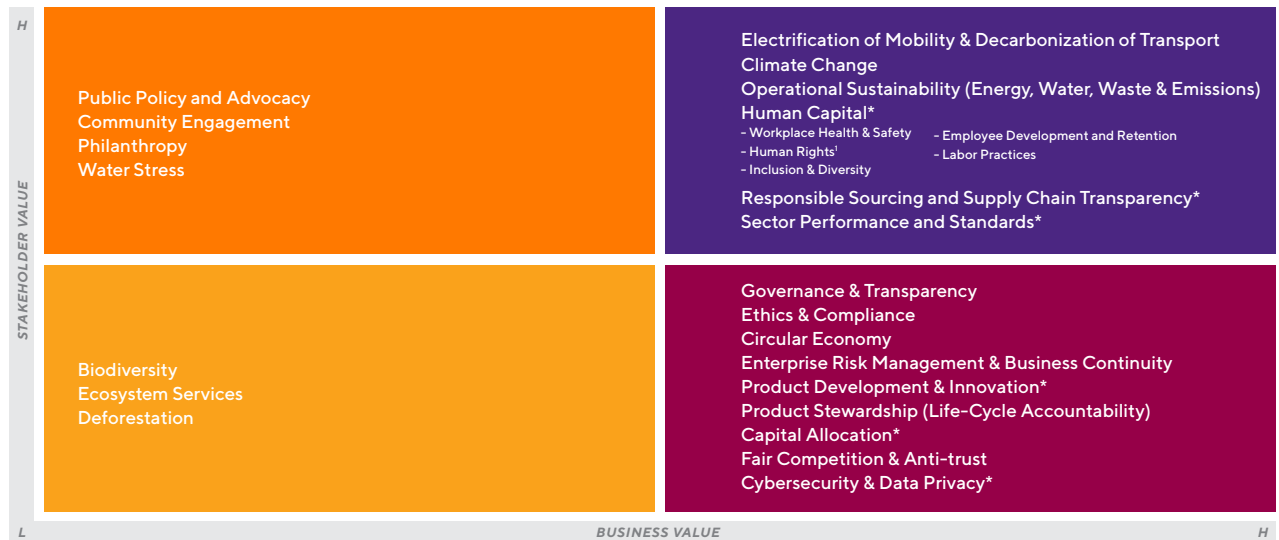 H
STAKEHOLDER VALUE
L
Public Policy and Advocacy
Community Engagement
Philanthropy
Water Stress
Electrification of Mobility & Decarbonization of Transport
Climate Change
Operational Sustainability (Energy, Water, Waste & Emissions)
Human Capital*
- Workplace Health & Safety
- Human Rights¹
- Inclusion & Diversity
- Employee Development and Retention
- Labor Practices
Responsible Sourcing and Supply Chain Transparency*
Sector Performance and Standards*
Biodiversity
Ecosystem Services
Deforestation
Governance & Transparency
Ethics & Compliance
Circular Economy
Enterprise Risk Management & Business Continuity
Product Development & Innovation*
Product Stewardship (Life-Cycle Accountability)
Capital Allocation*
Fair Competition & Anti-trust
Cybersecurity & Data Privacy*
BUSINESS VALUE
H